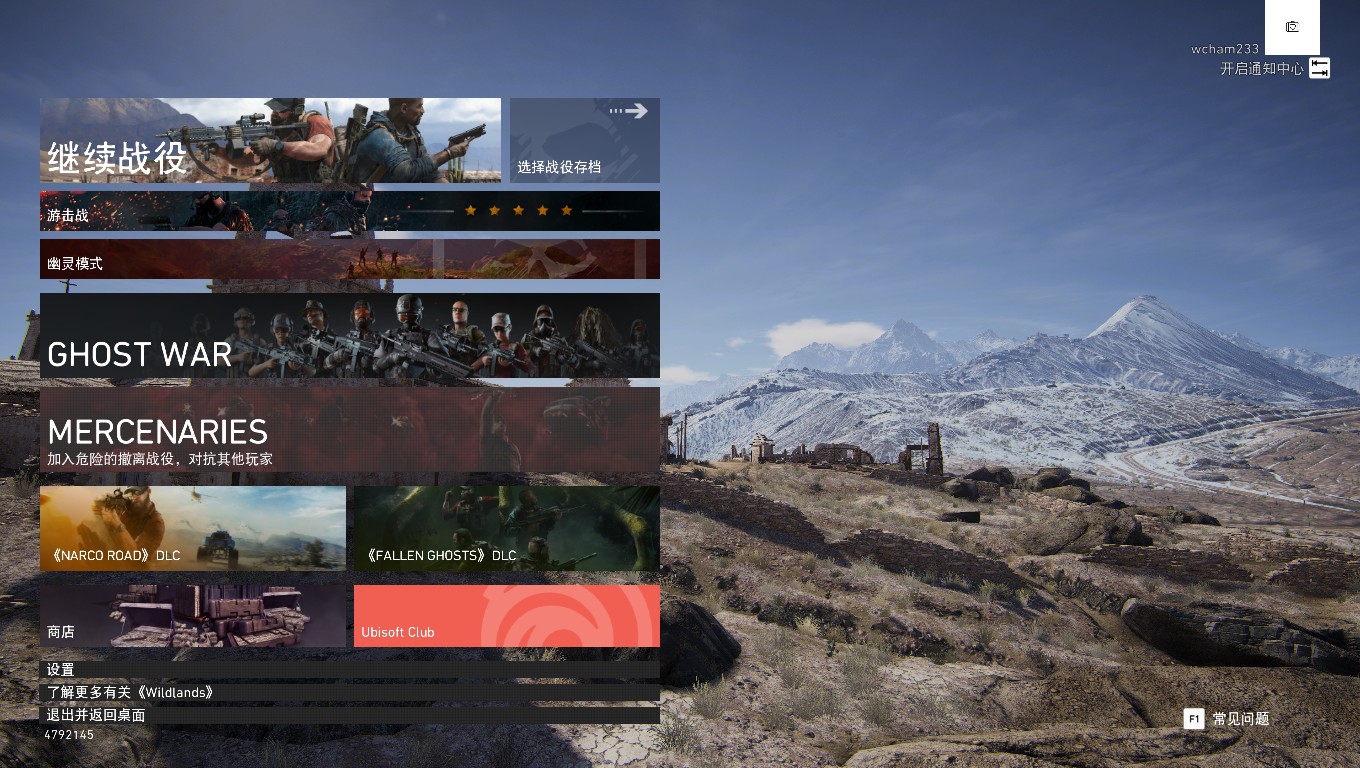 wcham233
开启通知中心
继续战役
选择战役存档
游击战
幽灵模式
GHOST WAR
MERCENARIES
加入危险的撤离战役，对抗其他玩家
《NARCO ROAD》DLC
《FALLEN GHOSTS》DLC
商店
Ubisoft Club
设置
了解更多有关《Wildlands》
退出并返回桌面
4792145
F1 常见问题